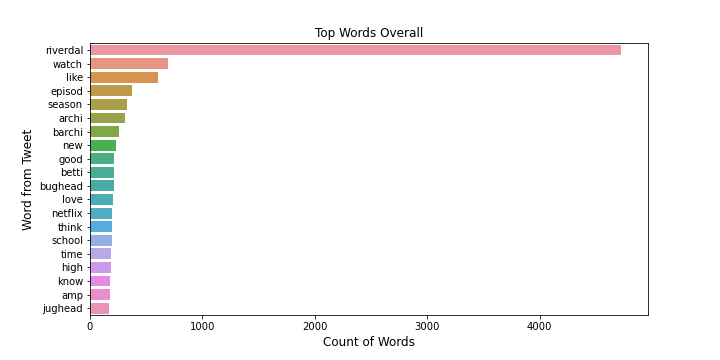 Top Words Overall
riverdal
watch
like
episod
season
archi
barchi
new
good
betti
bughead
love
netflix
think
school
time
high
know
amp
jughead
Word from Tweet
0 1000 2000 3000 4000
Count of Words